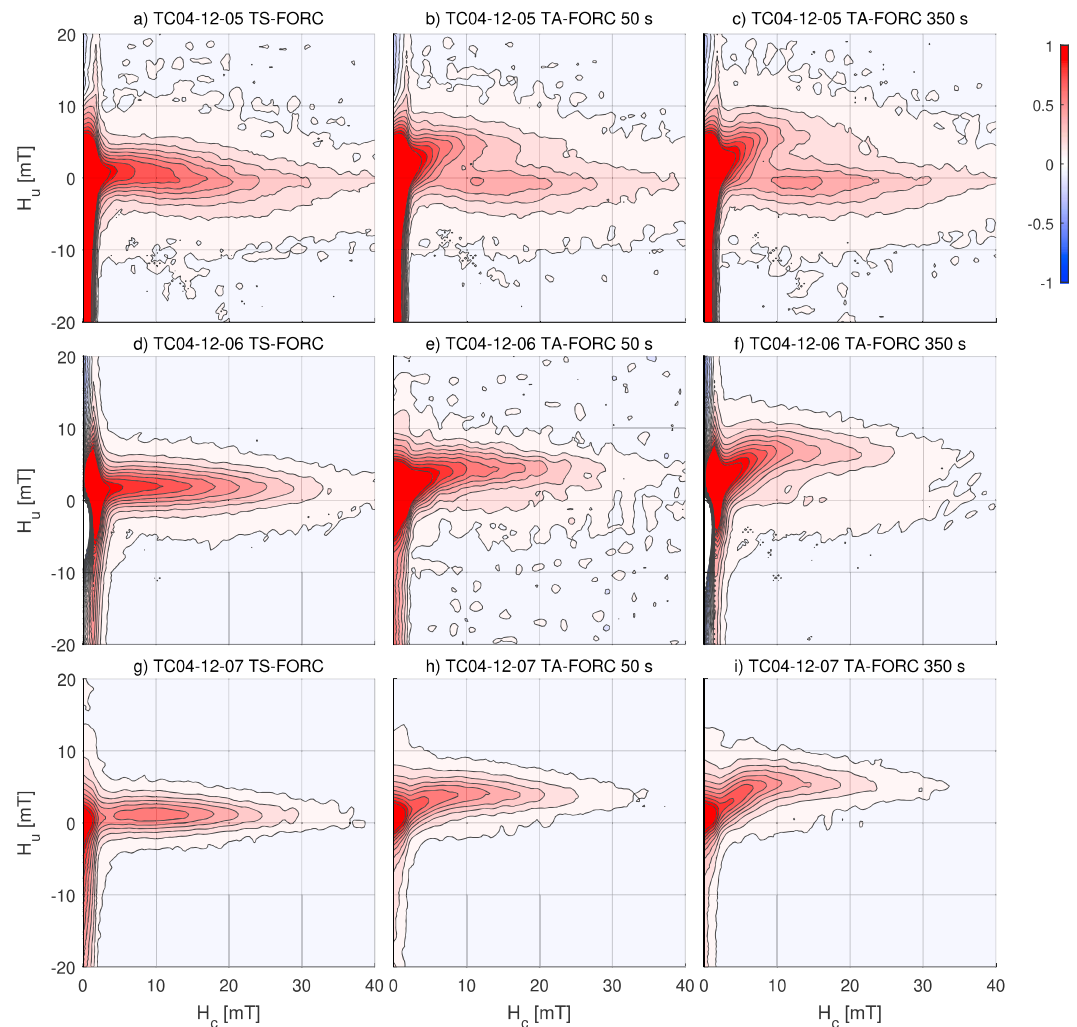 a) TC04-12-05 TS-FORC
b) TC04-12-05 TA-FORC 50 s
c) TC04-12-05 TA-FORC 350 s
20
10
0
-10
-20
H_u [mT]
1
0.5
0
-0.5
-1
d) TC04-12-06 TS-FORC
e) TC04-12-06 TA-FORC 50 s
f) TC04-12-06 TA-FORC 350 s
20
10
0
-10
-20
H_u [mT]
g) TC04-12-07 TS-FORC
h) TC04-12-07 TA-FORC 50 s
i) TC04-12-07 TA-FORC 350 s
20
10
0
-10
-20
H_u [mT]
0 10 20 30 40
0 10 20 30 40
0 10 20 30 40
H_c [mT]
H_c [mT]
H_c [mT]